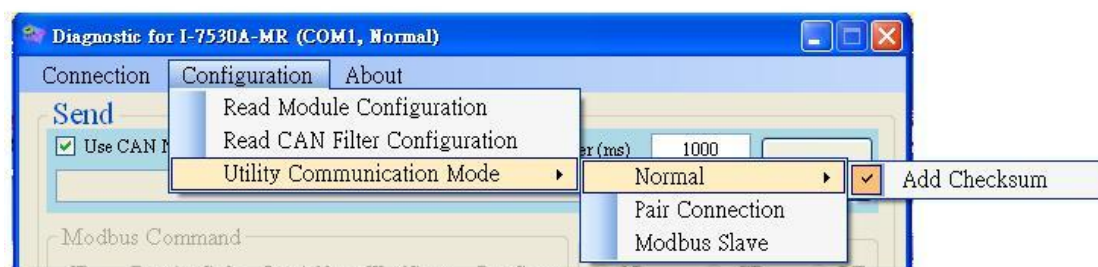 Diagnostic for I-7530A-MR (COM1, Normal)
Connection Configuration About
Send
Read Module Configuration
Use CAN
Read CAN Filter Configuration
(ms) 1000
Utility Communication Mode
Normal
Add Checksum
Pair Connection
Modbus Command
Modbus Slave